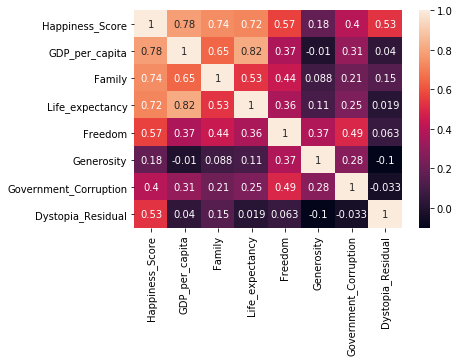 Happiness_Score 1 0.78 0.74 0.72 0.57 0.18 0.4 0.53
GDP_per_capita 0.78 1 0.65 0.82 0.37 -0.01 0.31 0.04
Family 0.74 0.65 1 0.53 0.44 0.088 0.21 0.15
Life_expectancy 0.72 0.82 0.53 1 0.36 0.11 0.25 0.019
Freedom 0.57 0.37 0.44 0.36 1 0.37 0.49 0.063
Generosity 0.18 -0.01 0.088 0.11 0.37 1 0.28 -0.1
Government_Corruption 0.4 0.31 0.21 0.25 0.49 0.28 1 -0.033
Dystopia_Residual 0.53 0.04 0.15 0.019 0.063 -0.1 -0.033 1
Happiness_Score
GDP_per_capita
Family
Life_expectancy
Freedom
Generosity
Government_Corruption
Dystopia_Residual
1.0
0.8
0.6
0.4
0.2
0.0